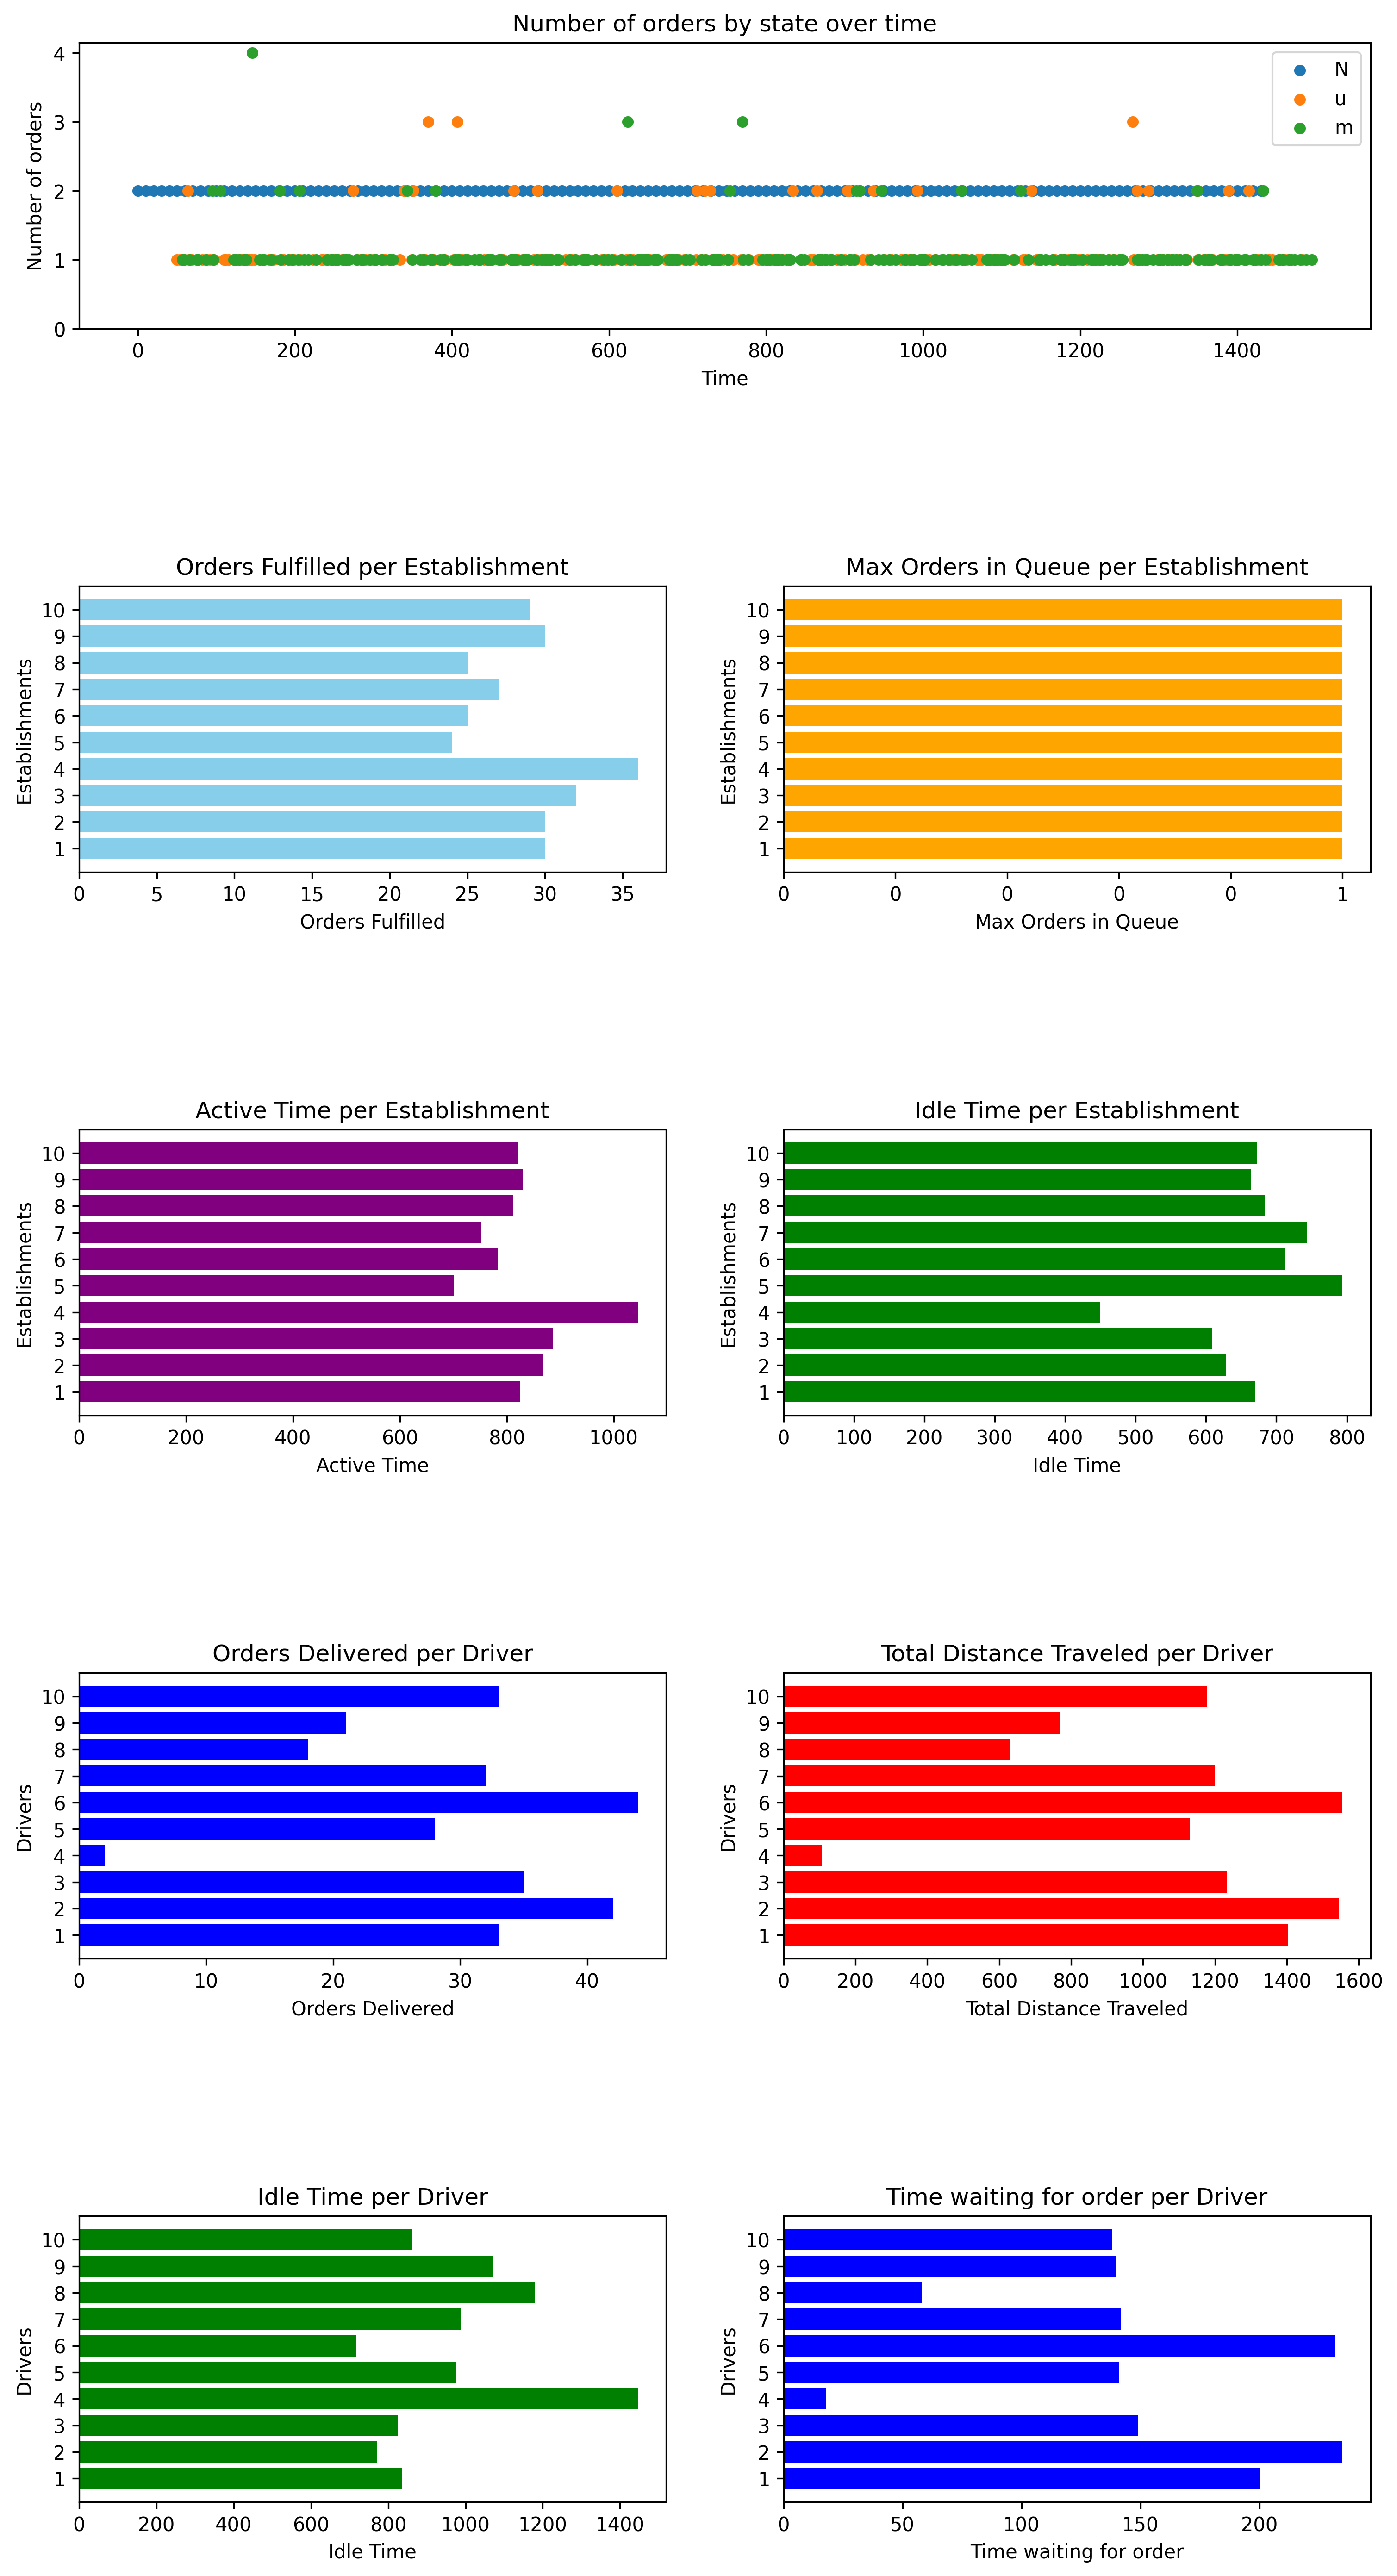 Number of orders by state over time
Number of orders
4
3
2
1
0
N
u
m
0 200 400 600 800 1000 1200 1400
Time
Orders Fulfilled per Establishment
Establishments
10
9
8
7
6
5
4
3
2
1
0 5 10 15 20 25 30 35
Orders Fulfilled
Max Orders in Queue per Establishment
Establishments
10
9
8
7
6
5
4
3
2
1
0 0 0 0 0 1
Max Orders in Queue
Active Time per Establishment
Establishments
10
9
8
7
6
5
4
3
2
1
0 200 400 600 800 1000
Active Time
Idle Time per Establishment
Establishments
10
9
8
7
6
5
4
3
2
1
0 100 200 300 400 500 600 700 800
Idle Time
Orders Delivered per Driver
Drivers
10
9
8
7
6
5
4
3
2
1
0 10 20 30 40
Orders Delivered
Total Distance Traveled per Driver
Drivers
10
9
8
7
6
5
4
3
2
1
0 200 400 600 800 1000 1200 1400 1600
Total Distance Traveled
Idle Time per Driver
Drivers
10
9
8
7
6
5
4
3
2
1
0 200 400 600 800 1000 1200 1400
Idle Time
Time waiting for order per Driver
Drivers
10
9
8
7
6
5
4
3
2
1
0 50 100 150 200
Time waiting for order